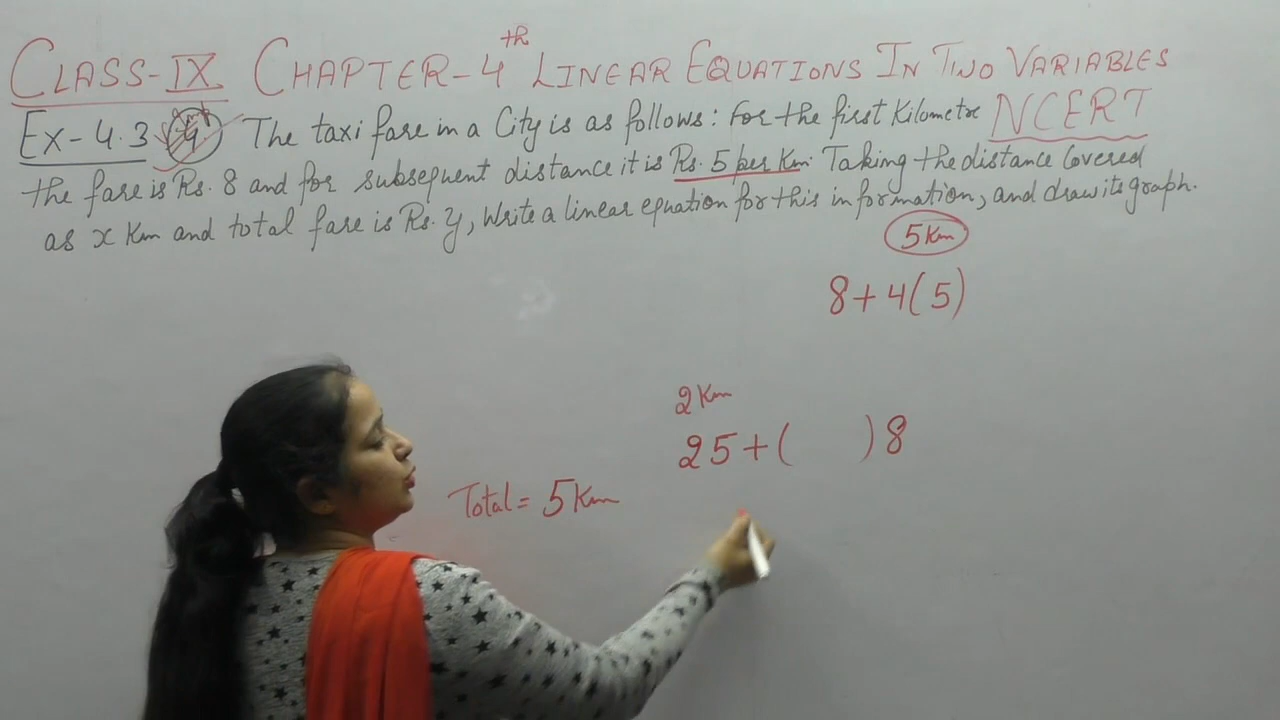 CLASS-IX CHAPTER-4th LINEAR EQUATIONS IN TWO VARIABLES
Ex-4.3 The taxi fare in a City is as follows: For the first Kilometre NCERT
the fare is Rs. 8 and for subsequent distance it is Rs. 5 per Km. Taking the distance Covered
as x Km and total fare is Rs. y, Write a linear equation for this information, and draw its graph.
5 Km
8+4(5)
2 Km
25+( )8
Total = 5 Km